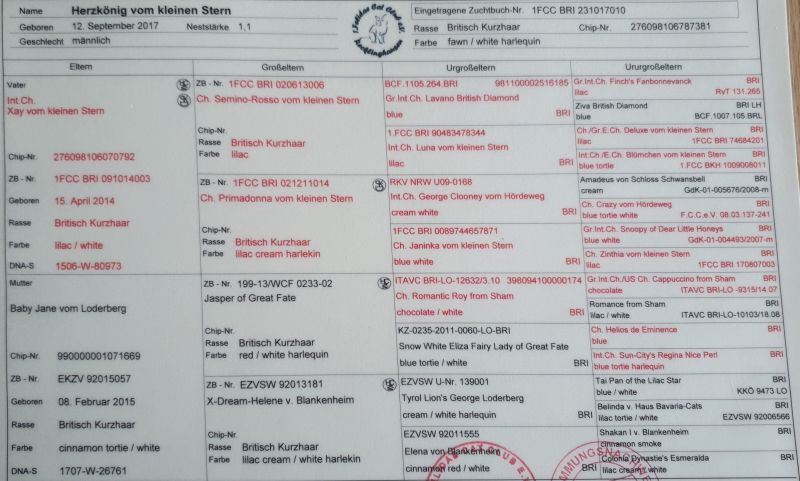 Name Herzkönig vom kleinen Stern
Geboren 12. September 2017 Neststärke 1,1
Geschlecht männlich
1.Felidae Cat Club e.V.
Recklinghausen
Eingetragene Zuchtbuch-Nr. 1FCC BRI 231017010
Rasse Britisch Kurzhaar Chip-Nr. 276098106787381
Farbe fawn / white harlequin
Eltern Großeltern Urgroßeltern Ururgroßeltern
Vater
Int.Ch.
Xay vom kleinen Stern
Chip-Nr. 276098106070792
ZB - Nr. 1FCC BRI 091014003
Geboren 15. April 2014
Rasse Britisch Kurzhaar
Farbe lilac / white
DNA-S 1506-W-80973
Mutter
Baby Jane vom Loderberg
Chip-Nr. 990000001071669
ZB - Nr. EKZV 92015057
Geboren 08. Februar 2015
Rasse Britisch Kurzhaar
Farbe cinnamon tortie / white
DNA-S 1707-W-26761
ZB - Nr. 1FCC BRI 020613006
Ch. Semino-Rosso vom kleinen Stern
Chip-Nr.
Rasse Britisch Kurzhaar
Farbe lilac
ZB - Nr. 1FCC BRI 021211014
Ch. Primadonna vom kleinen Stern
Chip-Nr.
Rasse Britisch Kurzhaar
Farbe lilac cream harlekin
ZB - Nr. 199-13/WCF 0233-02
Jasper of Great Fate
Chip-Nr.
Rasse Britisch Kurzhaar
Farbe red / white harlequin
ZB - Nr. EZVSW 92013181
X-Dream-Helene v. Blankenheim
Chip-Nr.
Rasse Britisch Kurzhaar
Farbe lilac cream / white harlekin
BCF.1105.264.BRI 981100002516185
Gr.Int.Ch. Lavano British Diamond
blue BRI
1.FCC BRI 90483478344
Int.Ch. Luna vom kleinen Stern
lilac BRI
RKV NRW U09-0168
Int.Ch. George Clooney vom Hördeweg
cream white BRI
1FCC BRI 0089744657871
Ch. Janinka vom kleinen Stern
blue white BRI
ITAVC BRI-LO-12632/3.10 398094100000174
Ch. Romantic Roy from Sham
chocolate / white BRI
KZ-0235-2011-0060-LO-BRI
Snow White Eliza Fairy Lady of Great Fate
blue tortie / white BRI
EZVSW U-Nr. 139001
Tyrol Lion's George Loderberg
cream / white harlequin BRI
EZVSW 92011555
Elena von Blankenheim
cinnamon red / white BRI
Gr.Int.Ch. Finch's Fanbonnevanck BRI
lilac RvT 131.265
Ziva British Diamond BRI LH
blue BCF.1007.105.BRL
Ch./Gr.E.Ch. Deluxe vom kleinen Stern BRI
lilac 1FCC BRI 74684201
Int.Ch./E.Ch. Blümchen vom kleinen Stern BRI
blue tortie 1.FCC BKH 1009008011
Amadeus von Schloss Schwansbell BRI
cream GdK-01-005676/2008-m
Ch. Crazy vom Hördeweg BRI
blue tortie white F.C.C.e.V. 08.03.137-241
Gr.Int.Ch. Snoopy of Dear Little Honeys BRI
blue white GdK-01-004493/2007-m
Ch. Zinthia vom kleinen Stern BRI
lilac 1FCC BRI 170807003
Gr.Int.Ch./US Ch. Cappuccino from Sham BRI
chocolate ITAVC BRI-LO -9315/14.07
Romance from Sham BRI
lilac / white ITAVC BRI-LO-10103/18.08
Ch. Helios de Eminence BRI
blue
Int.Ch. Sun-City's Regina Nice Perl BRI
blue tortie harlequin
Tai Pan of the Lilac Star BRI
blue / white KKÖ 9473 LO
Belinda v. Haus Bavaria-Cats BRI
lilac tortie / white EZVSW 92006566
Shakan I v. Blankenheim BRI
cinnamon smoke
Colonial Dynastie's Esmeralda BRI
lilac cream white